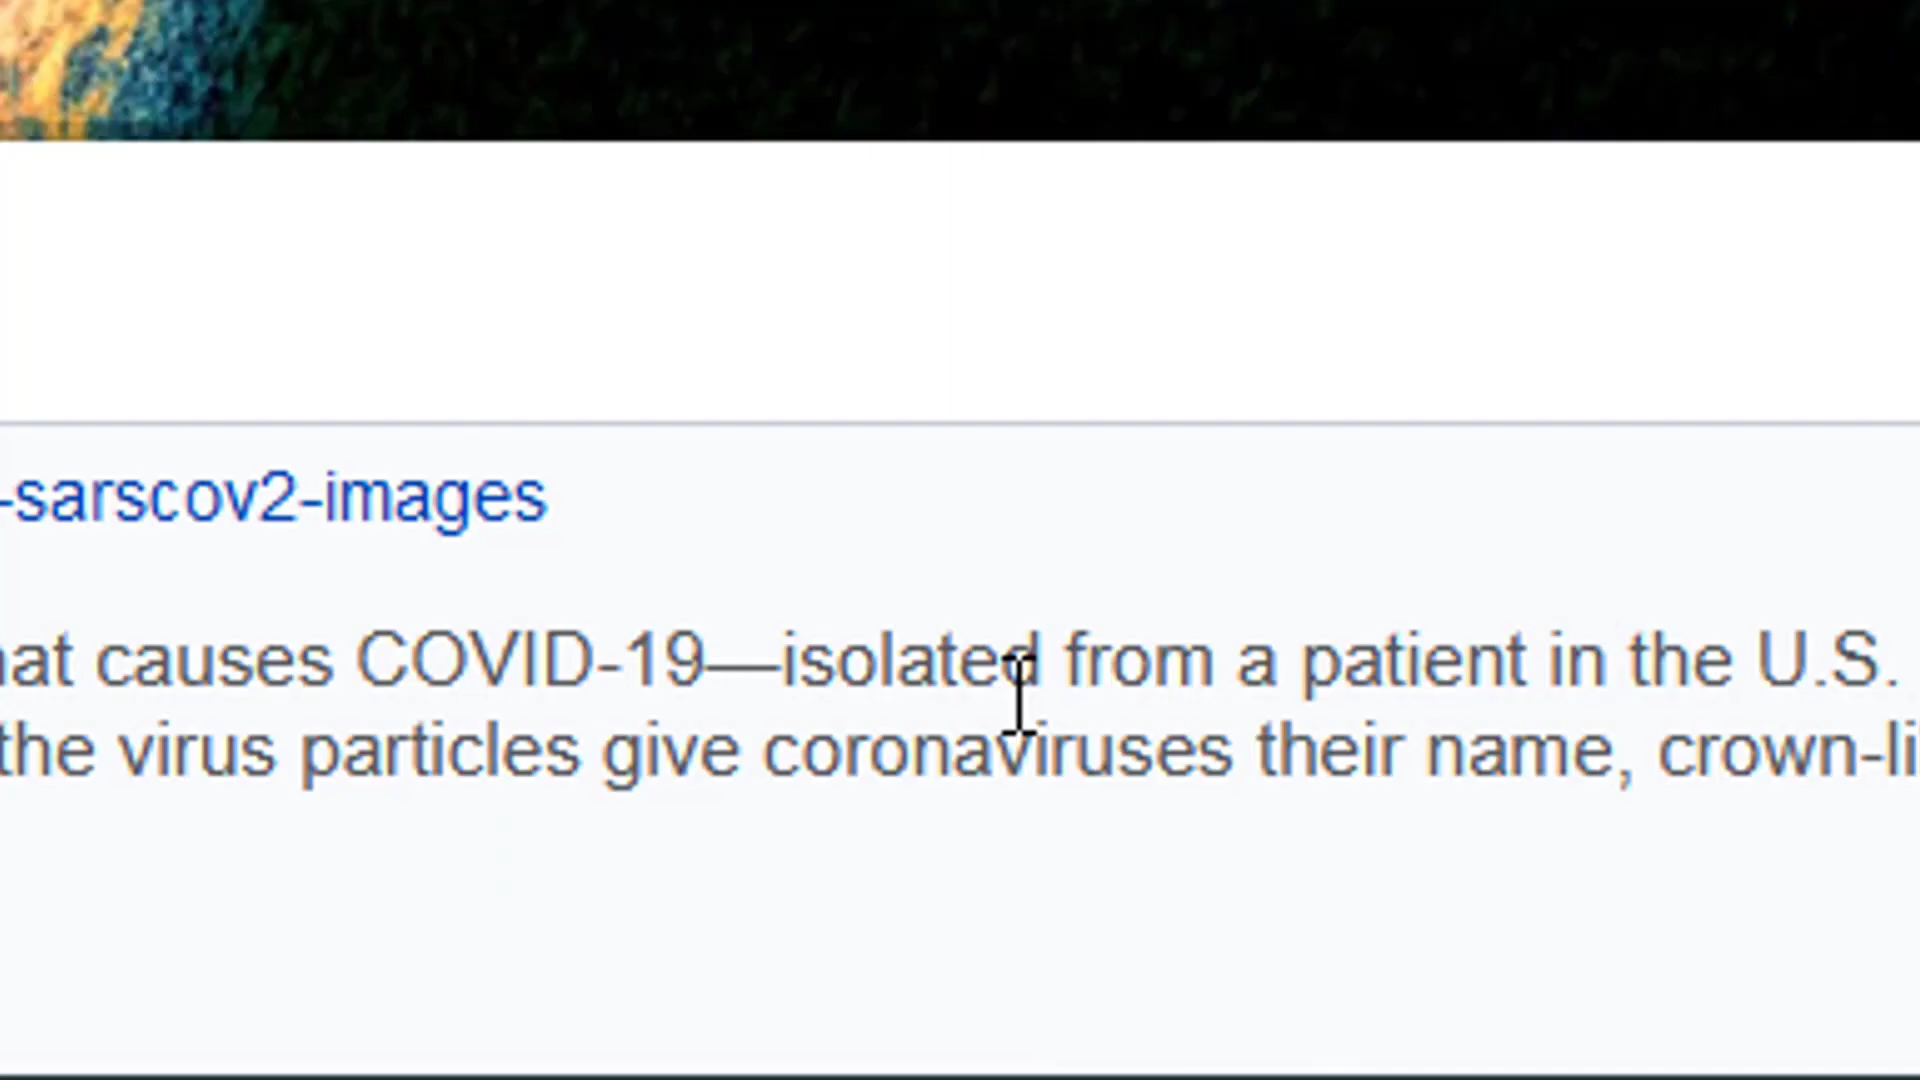 -sarscov2-images
hat causes COVID-19—isolated from a patient in the U.S.
the virus particles give coronaviruses their name, crown-li